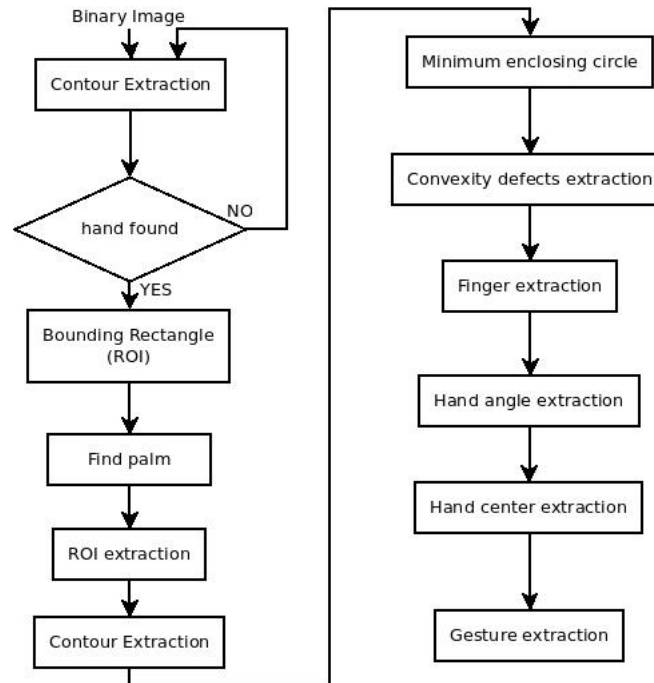 Binary Image
Contour Extraction
hand found
NO
YES
Bounding Rectangle
(ROI)
Find palm
ROI extraction
Contour Extraction
Minimum enclosing circle
Convexity defects extraction
Finger extraction
Hand angle extraction
Hand center extraction
Gesture extraction